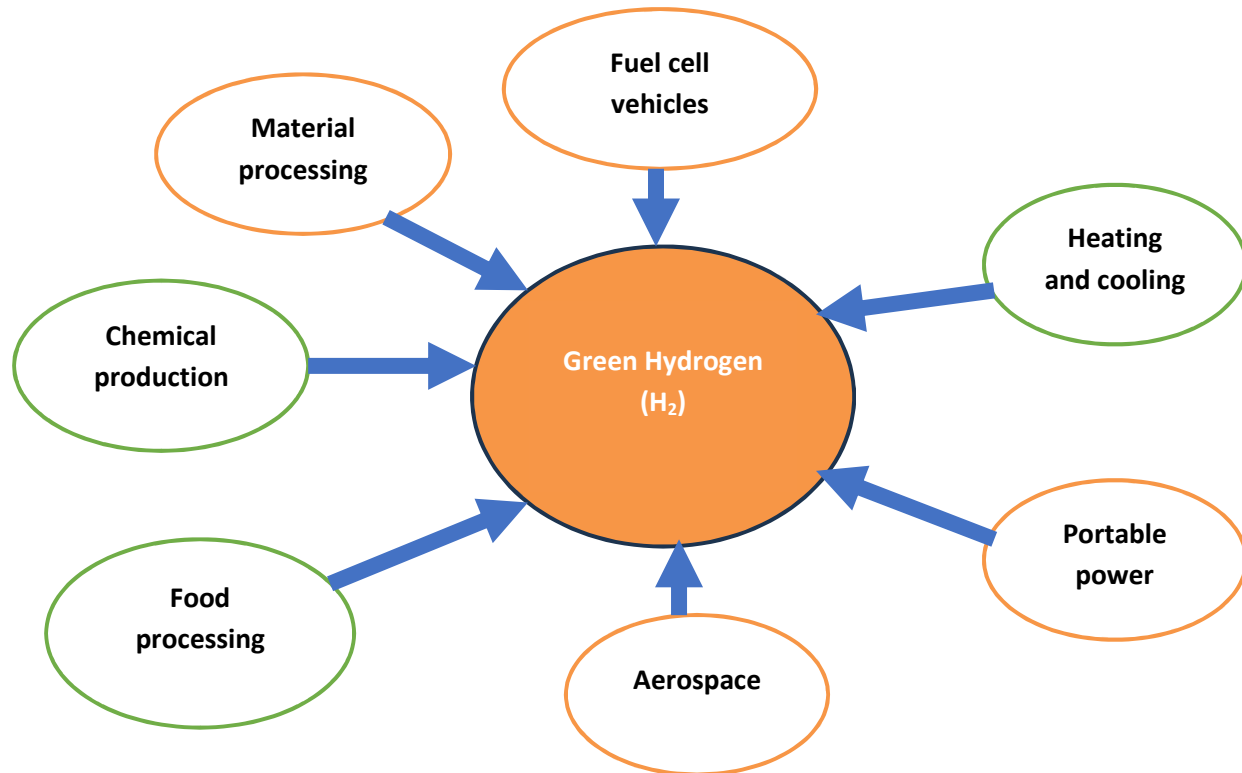 Fuel cell
vehicles
Material
processing
Heating
and cooling
Chemical
production
Green Hydrogen
(H₂)
Portable
power
Food
processing
Aerospace